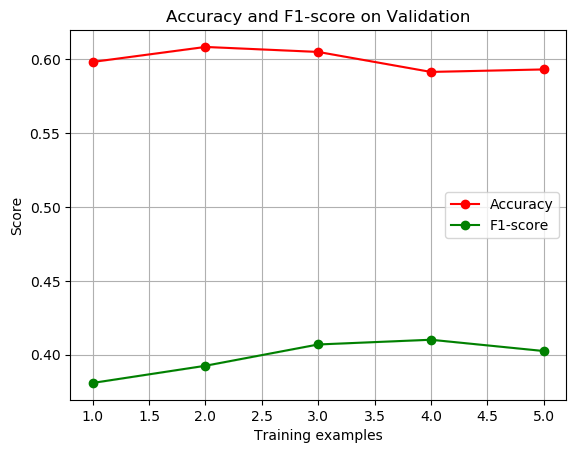 Accuracy and F1-score on Validation
0.60
0.55
0.50
0.45
0.40
Score
Accuracy
F1-score
1.0 1.5 2.0 2.5 3.0 3.5 4.0 4.5 5.0
Training examples